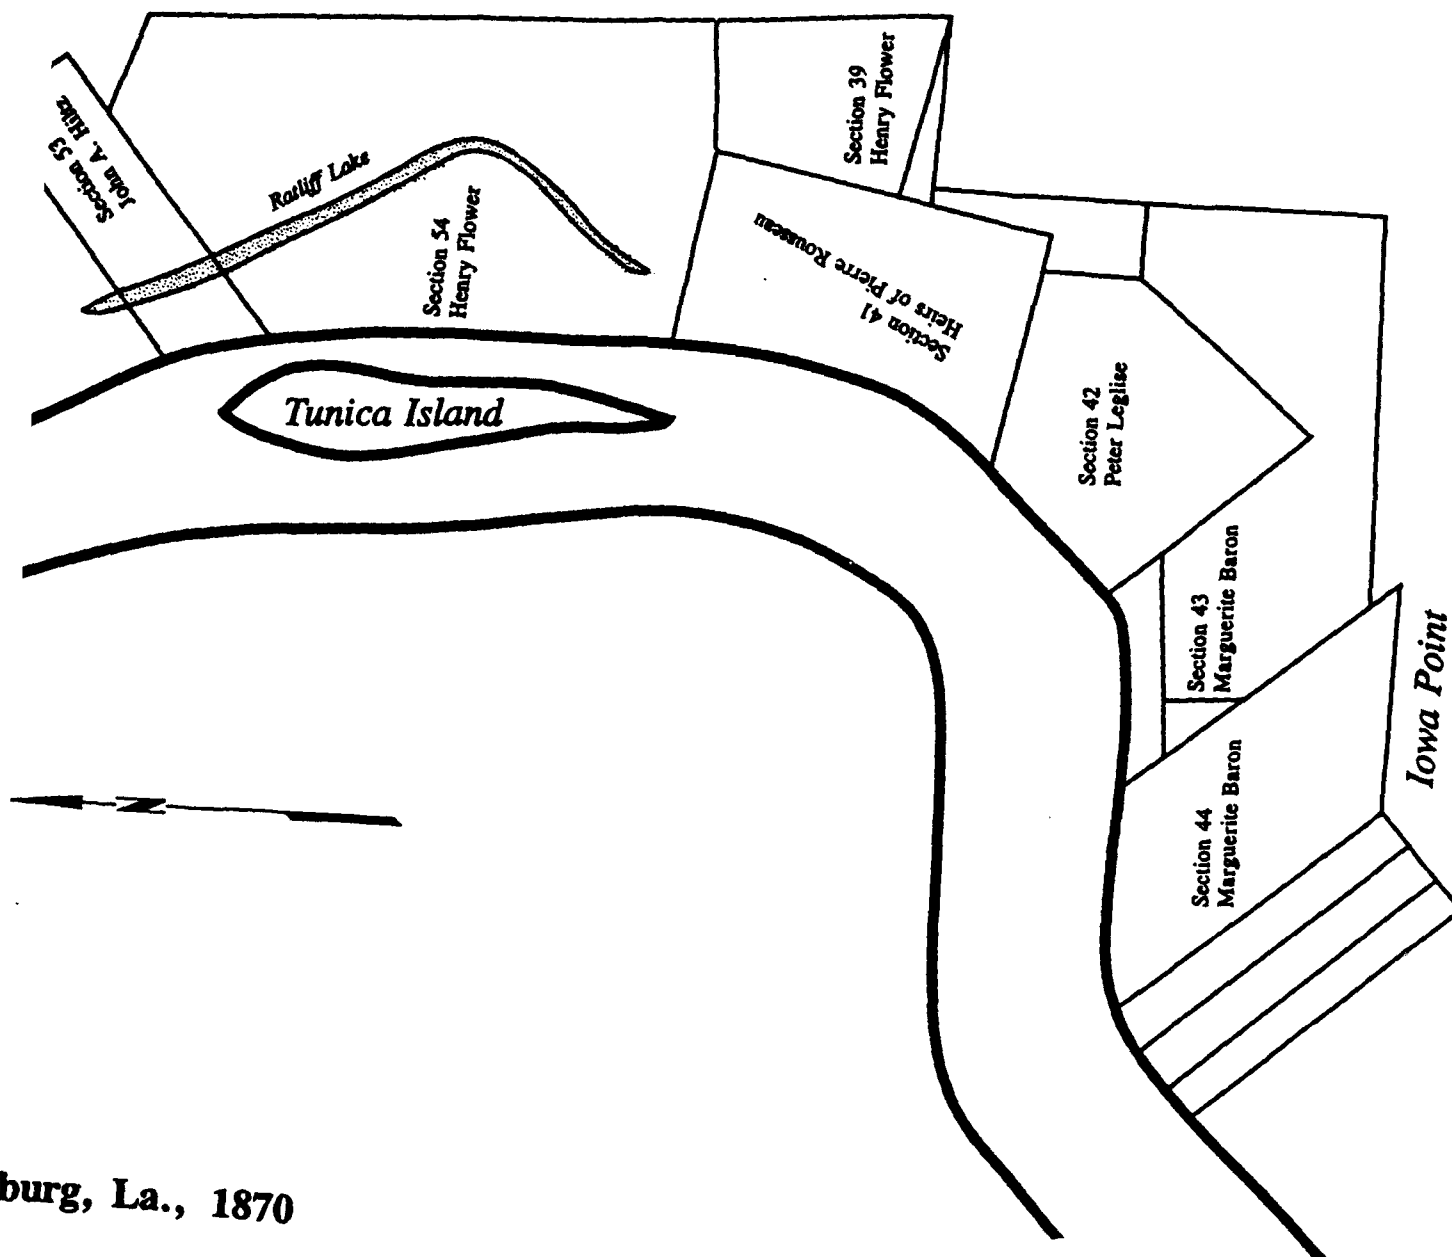 Section 53
John A. Hiltz
Ratliff Lake
Section 54
Henry Flower
Section 39
Henry Flower
Section 41
Heirs of Pierre Rousseau
Tunica Island
Section 42
Peter Leglise
Section 43
Marguerite Baron
Section 44
Marguerite Baron
Iowa Point
N
burg, La., 1870